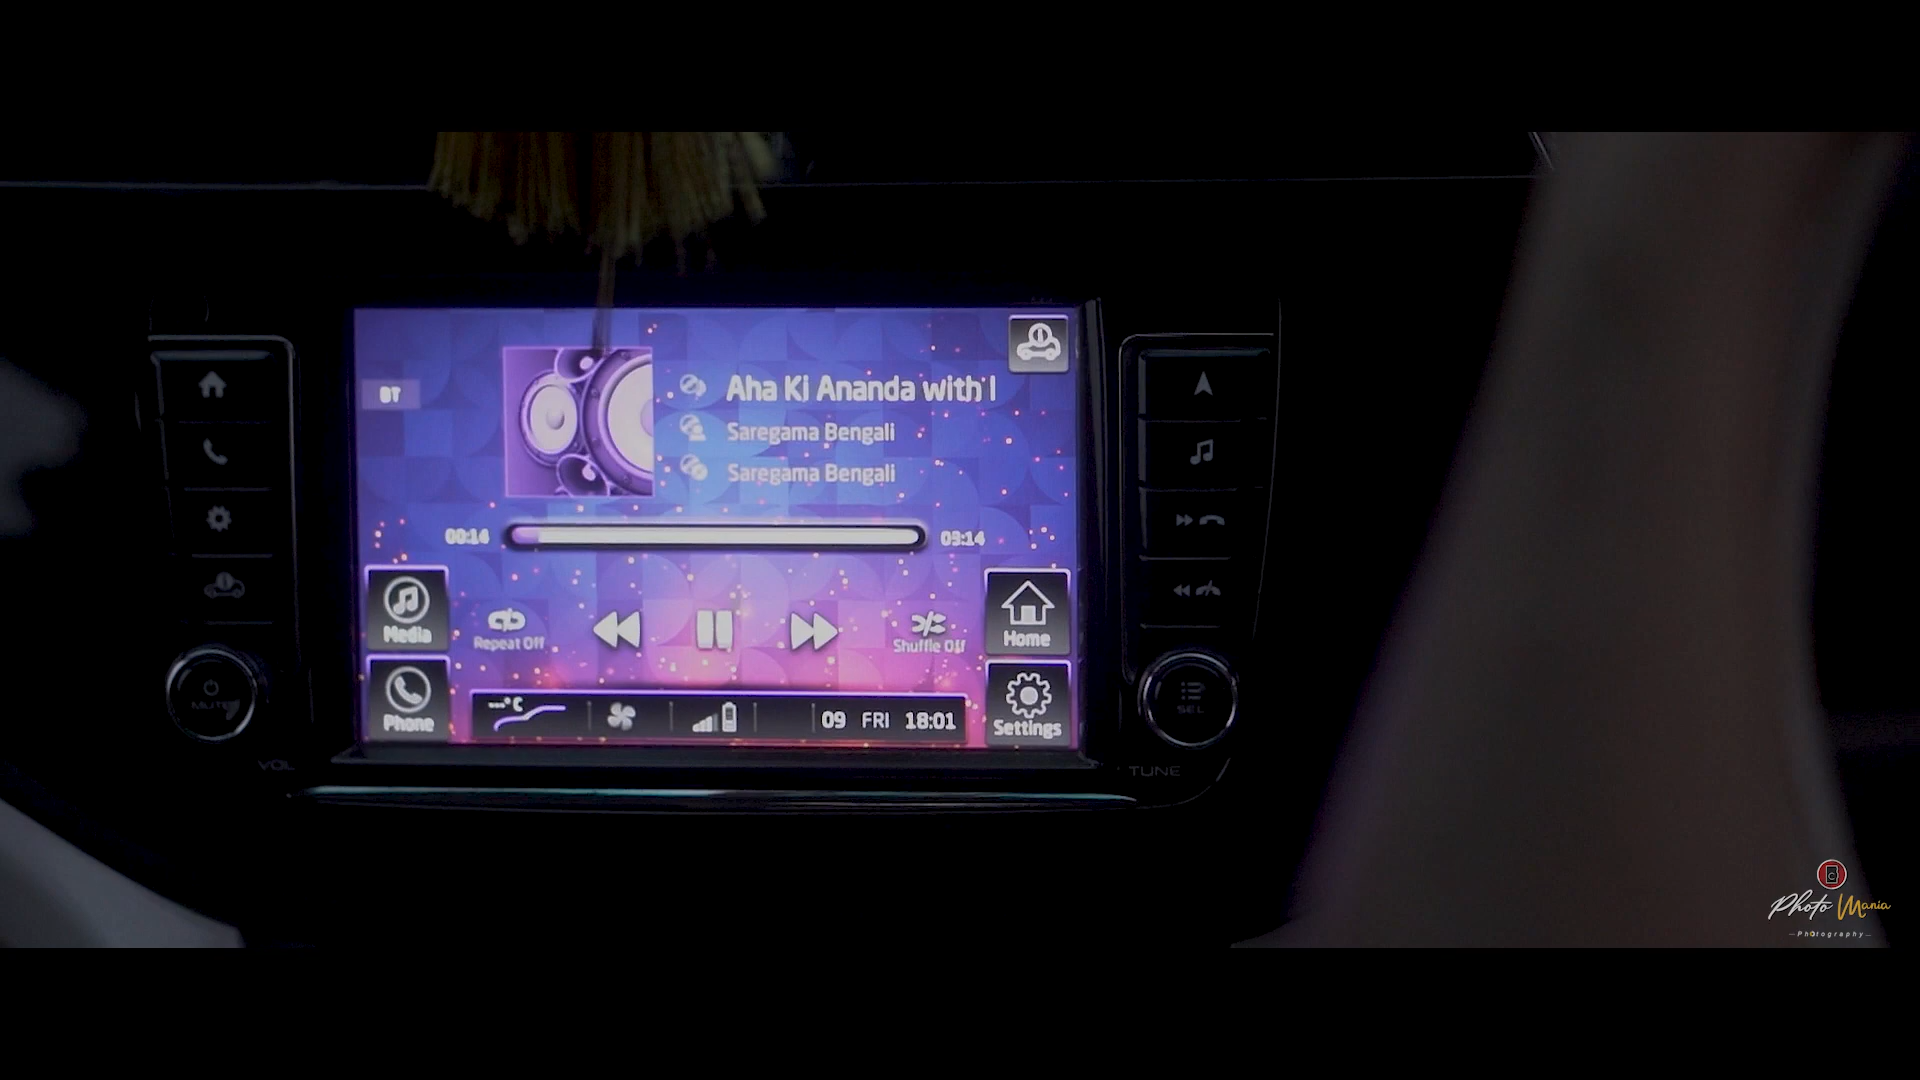 BT
Aha Ki Ananda with l
Saregama Bengali
Saregama Bengali
00:14
03:14
Media
Repeat Off
Shuffle Off
Home
Phone
---°C
09 FRI 18:01
Settings
MUTE
SEL
VOL
TUNE
Photo Mania
Photography